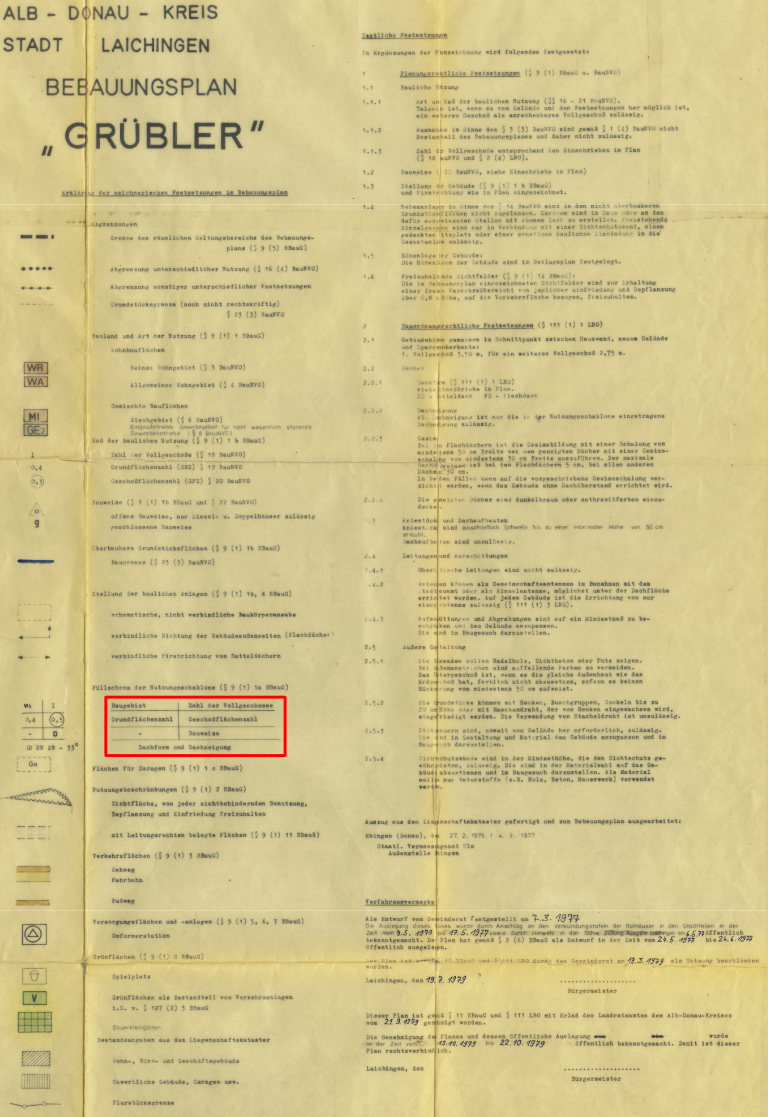 ALB - DONAU - KREIS
STADT LAICHINGEN
BEBAUUNGSPLAN
„GRÜBLER"
Erklärung der zeichnerischen Festsetzungen im Bebauungsplan
Abgrenzungen
Grenze des räumlichen Geltungsbereichs des Bebauungs-
plans (§ 9 (5) BBauG)
Abgrenzung unterschiedlicher Nutzung (§ 16 (4) BauNVO)
Abgrenzung sonstiger unterschiedlicher Festsetzungen
Grundstücksgrenze (noch nicht rechtskräftig)
§ 23 (3) BauNVO
Bauland und Art der Nutzung (§ 9 (1) 1 BBauG)
Wohnbauflächen
WR Reines Wohngebiet (§ 3 BauNVO)
WA Allgemeines Wohngebiet (§ 4 BauNVO)
Gemischte Bauflächen
MI Mischgebiet (§ 6 BauNVO)
GE
Eingeschränktes Gewerbegebiet für nicht wesentlich störende
Gewerbebetriebe (§ 8 BauNVO)
Maß der baulichen Nutzung (§ 9 (1) 1 BBauG)
I Zahl der Vollgeschosse (§ 18 BauNVO)
0,4 Grundflächenzahl (GRZ) § 19 BauNVO
0,5 Geschoßflächenzahl (GFZ) § 20 BauNVO
Bauweise (§ 9 (1) 1b BBauG und § 22 BauNVO)
offene Bauweise, nur Einzel- u. Doppelhäuser zulässig
g geschlossene Bauweise
Überbaubare Grundstücksflächen (§ 9 (1) 1b BBauG)
Baugrenze (§ 23 (3) BauNVO)
Stellung der baulichen Anlagen (§ 9 (1) 1b, BBauG)
schematische, nicht verbindliche Baukörperangabe
verbindliche Richtung der Gebäudeaußenseiten (Flachdächer)
verbindliche Firstrichtung von Satteldächern
Füllschema der Nutzungsschablone (§ 9 (1) 1a BBauG)
WA I
0,4 0,5
- 0
SD 28 - 33°
Baugebiet Zahl der Vollgeschosse
Grundflächenzahl Geschoßflächenzahl
- Bauweise
Dachform und Dachneigung
Ga Flächen für Garagen (§ 9 (1) 1 e BBauG)
Nutzungsbeschränkungen (§ 9 (1) 2 BBauG)
Sichtfläche, von jeder sichtbehindernden Benutzung,
Bepflanzung und Einfriedung freizuhalten
mit Leitungsrechten belegte Flächen (§ 9 (1) 11 BBauG)
Verkehrsflächen (§ 9 (1) 3 BBauG)
Gehweg
Fahrbahn
Fußweg
Versorgungsflächen und -anlagen (§ 9 (1) 5, 6, 7 BBauG)
Umformerstation
Grünflächen (§ 9 (1) 8 BBauG)
Spielplatz
V Grünflächen als Bestandteil von Verkehrsanlagen
i.S. v. § 127 (2) 3 BBauG
Dauerkleingärten
Bestandsangaben aus dem Liegenschaftskataster
Wohn-, Büro- und Geschäftsgebäude
Gewerbliche Gebäude, Garagen usw.
Flurstücksgrenze
Textliche Festsetzungen
In Ergänzungen der Planzeichnung wird folgendes festgesetzt:
1 Planungsrechtliche Festsetzungen (§ 9 (1) BBauG u. BauNVO)
1.1 Bauliche Nutzung
1.1.1 Art und Maß der baulichen Nutzung (§§ 16 - 21 BauNVO).
Talseits ist, wenn es vom Gelände und den Festsetzungen her möglich ist,
ein weiteres Geschoß als anrechenbares Vollgeschoß zulässig.
1.1.2 Ausnahmen im Sinne des § 3 (3) BauNVO sind gemäß § 1 (4) BauNVO nicht
Bestandteil des Bebauungsplanes und daher nicht zulässig.
1.1.3 Zahl der Vollgeschoße entsprechend den Einschrieben im Plan
(§ 18 BauNVO und § 2 (4) LBO).
1.2 Bauweise (§ 22 BauNVO, siehe Einschriebe im Plan)
1.3 Stellung der Gebäude (§ 9 (1) 1 b BBauG)
und Firstrichtung wie im Plan eingezeichnet.
1.4 Nebenanlagen im Sinne des § 14 BauNVO sind in den nicht überbaubaren
Grundstücksflächen nicht zugelassen. Garagen sind im Haus oder an den
dafür ausgewiesenen Stellen mit ebenem Dach zu erstellen. Freistehende
Einzelgaragen sind nur in Verbindung mit einer Sichtschutzwand, einem
gedeckten Sitzplatz oder einer sonstigen baulichen Einbindung in die
Gesamtanlage zulässig.
1.5 Höhenlage der Gebäude:
Die Höhenlagen der Gebäude sind im Beilageplan festgelegt.
1.6 Freizuhaltende Sichtfelder (§ 9 (1) 2 BBauG):
Die im Bebauungsplan eingezeichneten Sichtfelder sind zur Erhaltung
einer freien Verkehrsübersicht von jeglicher Einfriedung und Bepflanzung
über 0,8 m Höhe, auf die Verkehrsfläche bezogen, freizuhalten.
2 Bauordnungsrechtliche Festsetzungen (§ 111 (1) 1 LBO)
2.1 Gebäudehöhen gemessen im Schnittpunkt zwischen Hauswand, neuem Gelände
und Sparrenoberkante:
1. Vollgeschoß 3,50 m, für ein weiteres Vollgeschoß 2,75 m.
2.2 Dächer
2.2.1 Dachform (§ 111 (1) 1 LBO)
siehe Einschriebe im Plan.
SD = Satteldach FD = Flachdach
2.2.2 Dachneigung
Als Dachneigung ist nur die in der Nutzungsschablone eingetragene
Dachneigung zulässig.
2.2.3 Gesims
Bei den Flachdächern ist die Gesimsbildung mit einer Schalung von
mindestens 50 cm Breite bei den geneigten Dächern mit einer Gesims-
schalung von mindestens 30 cm Breite auszuführen. Der maximale
Dachüberstand ist bei den Flachdächern 5 cm, bei allen anderen
Dächern 30 cm.
In beiden Fällen kann auf die vorgeschriebene Gesimsschalung ver-
zichtet werden, wenn das Gebäude ohne Dachüberstand errichtet wird.
Die geneigten Dächer sind dunkelbraun oder anthrazitfarben einzu-
decken.
Kniestock und Dachaufbauten
Kniestock sind einschließlich Schwelle bis zu einer maximalen Höhe von 50 cm
erlaubt.
Dachaufbauten sind unzulässig.
2.4 Leitungen und Aufschüttungen
2.4.1 Oberirdische Leitungen sind nicht zulässig.
2.4.2 Antennen können als Gemeinschaftsantennen im Benehmen mit dem
Kreisbauamt oder als Einzelantenne, möglichst unter der Dachfläche
errichtet werden. Auf jedem Gebäude ist die Errichtung von nur
einer Antenne zulässig (§ 111 (1) 3 LBO).
2.4.3 Aufschüttungen und Abgrabungen sind auf ein Mindestmaß zu be-
schränken und dem Gelände anzupassen.
Sie sind im Baugesuch darzustellen.
2.5 Äußere Gestaltung
2.5.1 Die Fassaden sollen Naturholz, Sichtbeton oder Putz zeigen.
Bei Außenanstrichen sind auffallende Farben zu vermeiden.
Das Untergeschoß ist, wenn es die gleiche Außenhaut wie das
Erdgeschoß hat, farblich nicht abzusetzen, sofern es keinen
Rücksprung von mindestens 50 cm aufweist.
2.5.2 Die Grundstücke können mit Hecken, Buschgruppen, Sockeln bis zu
20 cm Höhe oder mit Maschendraht, der von Hecken eingewachsen wird,
eingefriedigt werden. Die Verwendung von Stacheldraht ist unzulässig.
2.5.3 Stützmauern sind, soweit vom Gelände her erforderlich, zulässig.
Sie sind in Gestaltung und Material dem Gebäude anzupassen und im
Baugesuch darzustellen.
2.5.4 Sichtschutzwände sind in der Mindesthöhe, die den Sichtschutz ge-
währleisten, zulässig. Sie sind in der Materialwahl auf das Ge-
bäude abzustimmen und im Baugesuch darzustellen. Als Material
sollen nur Naturstoffe (z.B. Holz, Beton, Mauerwerk) verwendet
werden.
Auszug aus dem Liegenschaftskataster gefertigt und zum Bebauungsplan ausgearbeitet:
Ehingen (Donau), den 27. 2. 1975 / 4. 3. 1977
Staatl. Vermessungsamt Ulm
Außenstelle Ehingen
Verfahrensvermerke
Als Entwurf vom Gemeinderat festgestellt am 7.3.1977
Die Auslegung dieses Planes wurde durch Anschlag an den Verkündungstafeln der Rathäuser in den Stadtteilen in der
Zeit vom 9.5.1977 bis 17.5.1977 sowie durch Hinweis in der Schw. Zeitung Ausgabe Laichingen am 6.5.77 öffentlich
bekanntgemacht. Der Plan hat gemäß § 2 (6) BBauG als Entwurf in der Zeit vom 24.5.1977 bis 24.6.1977
öffentlich ausgelegen.
Der Plan ist gem. § 10 BBauG und § 111 LBO durch den Gemeinderat am 19.3.1979 als Satzung beschlossen
worden.
Laichingen, den 19.7.1979
Bürgermeister
Dieser Plan ist gemäß § 11 BBauG und § 111 LBO mit Erlaß des Landratsamtes des Alb-Donau-Kreises
vom 21.9.1979 genehmigt worden.
Die Genehmigung des Planes und dessen öffentliche Auslegung wurde
in der Zeit vom 13.10.1979 bis 22.10.1979 öffentlich bekanntgemacht. Damit ist dieser
Plan rechtsverbindlich.
Laichingen, den
Bürgermeister